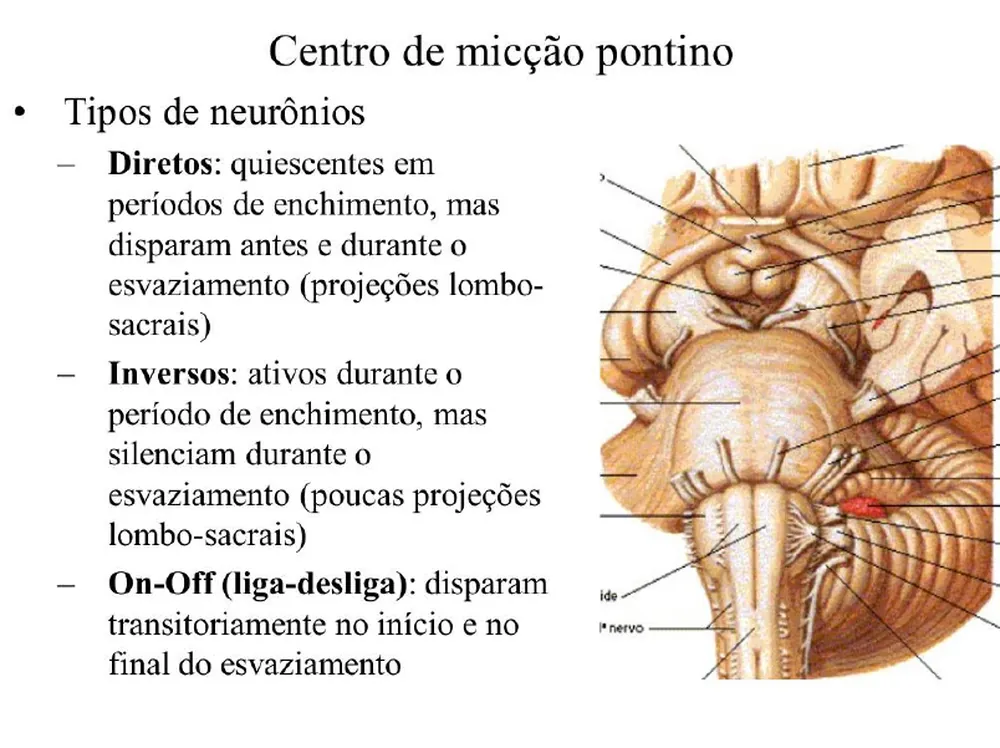 Centro de micção pontino
• Tipos de neurônios
– Diretos: quiescentes em
períodos de enchimento, mas
disparam antes e durante o
esvaziamento (projeções lombo-
sacrais)
– Inversos: ativos durante o
período de enchimento, mas
silenciam durante o
esvaziamento (poucas projeções
lombo-sacrais)
– On-Off (liga-desliga): disparam
transitoriamente no início e no
final do esvaziamento
ide
nervo